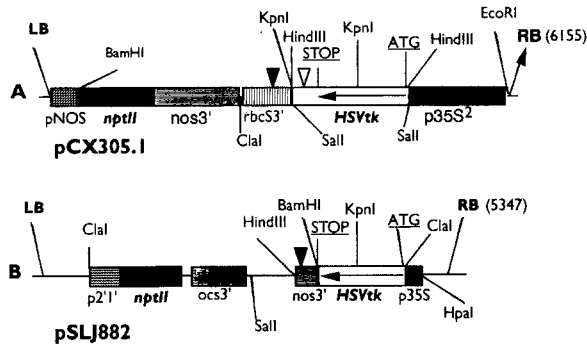 EcoRI
KpnI
LB
HindIII KpnI ATG HindIII RB (6155)
BamHI STOP
A
pNOS nptII nos3' rbcS3' HSVtk p35S2
ClaI SalI SalI
pCX305.1
BamHI KpnI RB (5347)
LB ClaI HindIII STOP ATG ClaI
B
p2'1' nptII ocs3' nos3' HSVtk p35S
SalI HpaI
pSLJ882